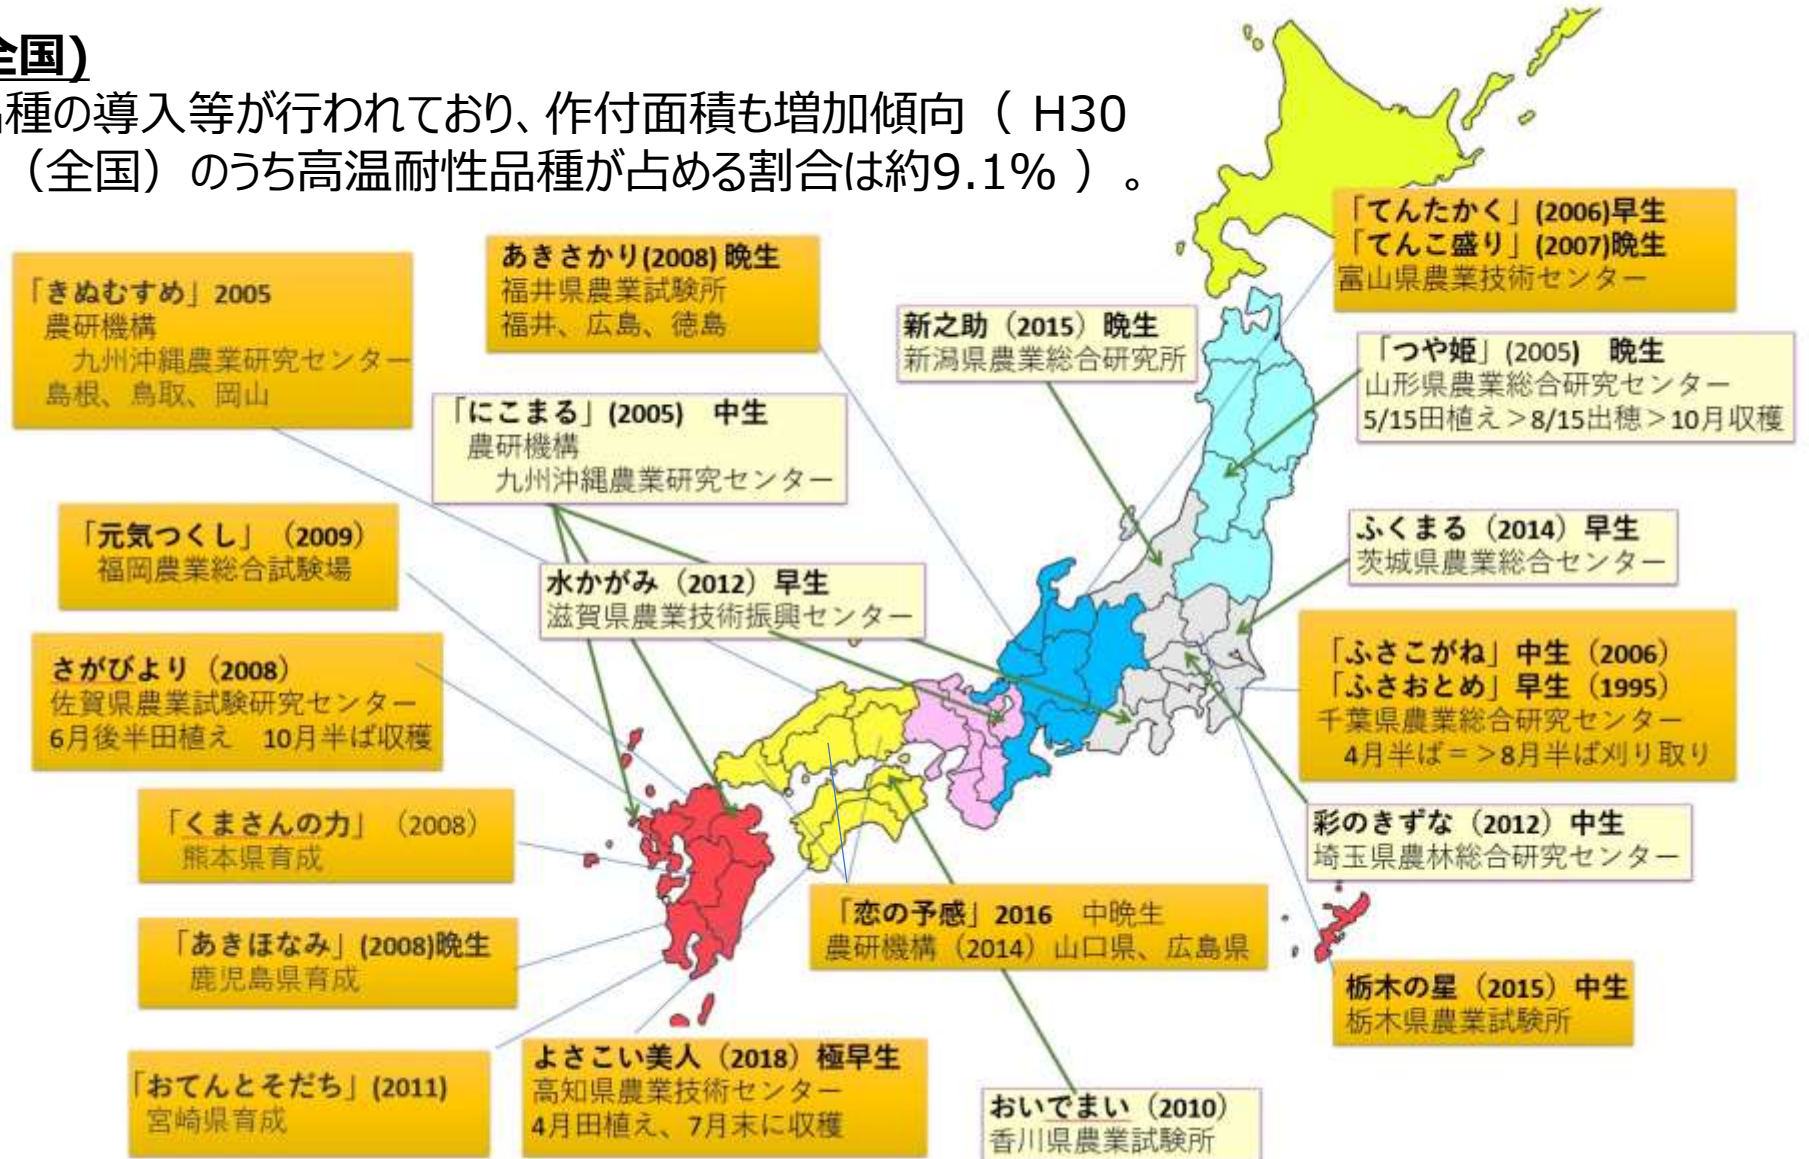 全国)
品種の導入等が行われており、作付面積も増加傾向（ H30
（全国）のうち高温耐性品種が占める割合は約9.1% ）。
「きぬむすめ」2005
農研機構
九州沖縄農業研究センター
島根、鳥取、岡山
あきさかり(2008) 晩生
福井県農業試験所
福井、広島、徳島
「てんたかく」(2006)早生
「てんこ盛り」(2007)晩生
富山県農業技術センター
新之助（2015）晩生
新潟県農業総合研究所
「つや姫」(2005) 晩生
山形県農業総合研究センター
5/15田植え＞8/15出穂＞10月収穫
「にこまる」(2005) 中生
農研機構
九州沖縄農業研究センター
「元気つくし」（2009）
福岡農業総合試験場
水かがみ（2012）早生
滋賀県農業技術振興センター
ふくまる（2014）早生
茨城県農業総合センター
さがびより（2008）
佐賀県農業試験研究センター
6月後半田植え 10月半ば収穫
「ふさこがね」中生（2006）
「ふさおとめ」早生（1995）
千葉県農業総合研究センター
4月半ば＝＞8月半ば刈り取り
「くまさんの力」（2008）
熊本県育成
彩のきずな（2012）中生
埼玉県農林総合研究センター
「あきほなみ」(2008)晩生
鹿児島県育成
「恋の予感」2016 中晩生
農研機構（2014）山口県、広島県
栃木の星（2015）中生
栃木県農業試験所
「おてんとそだち」(2011)
宮崎県育成
よさこい美人（2018）極早生
高知県農業技術センター
4月田植え、7月末に収穫
おいでまい（2010）
香川県農業試験所